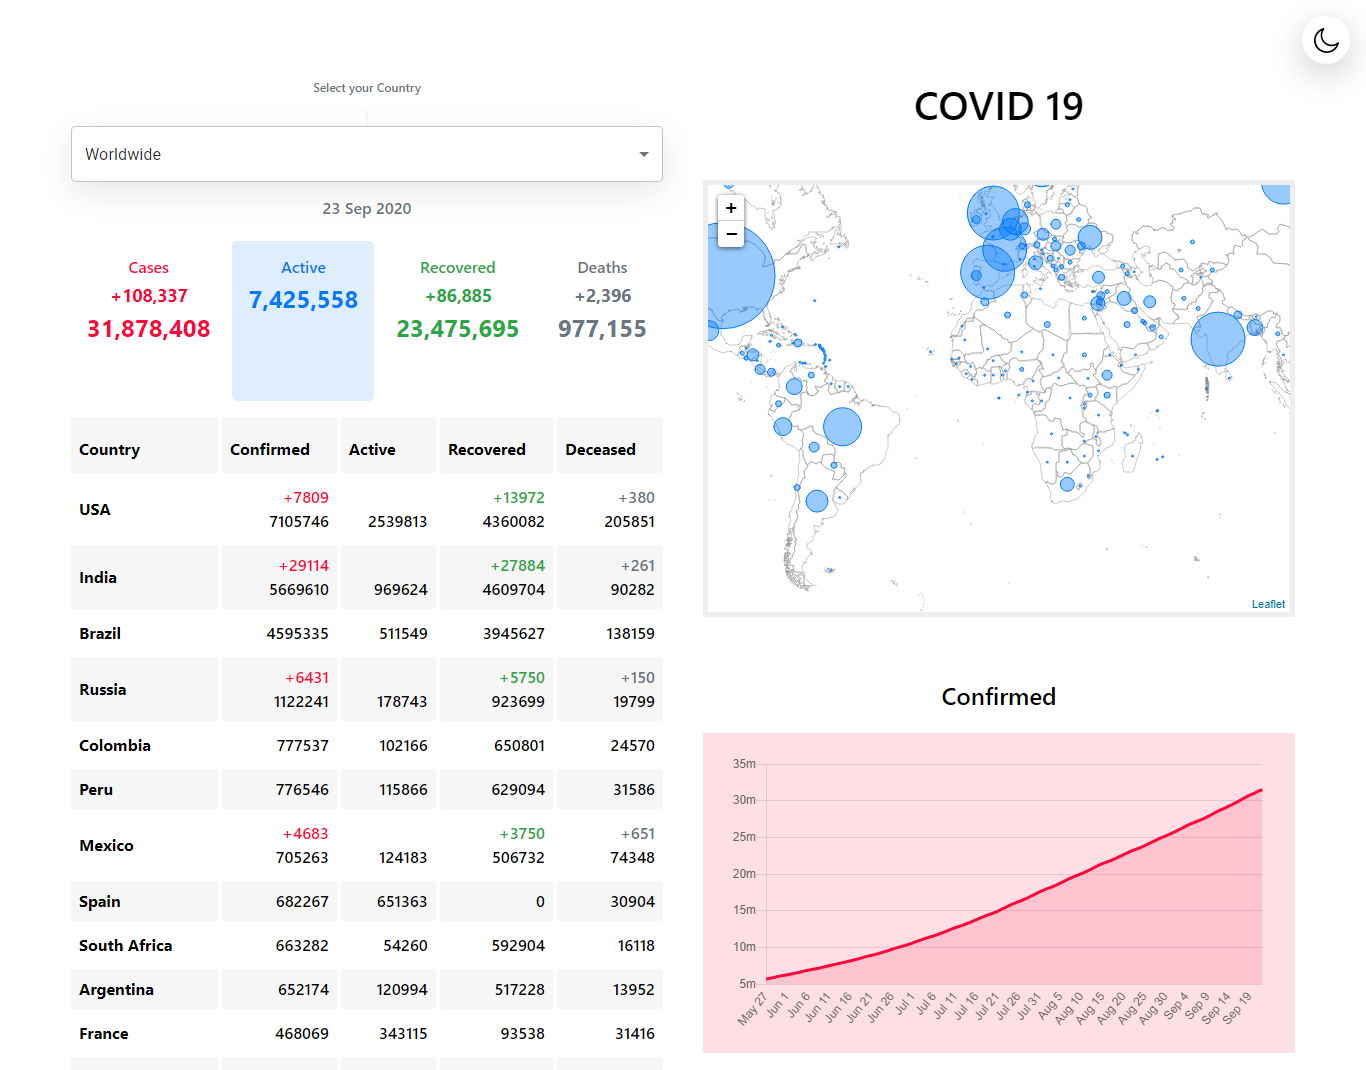 Select your Country
Worldwide
23 Sep 2020
Cases
+108,337
31,878,408
Active
7,425,558
Recovered
+86,885
23,475,695
Deaths
+2,396
977,155
Country Confirmed Active Recovered Deceased
+7809 +13972 +380
USA 7105746 2539813 4360082 205851
+29114 +27884 +261
India 5669610 969624 4609704 90282
Brazil 4595335 511549 3945627 138159
+6431 +5750 +150
Russia 1122241 178743 923699 19799
Colombia 777537 102166 650801 24570
Peru 776546 115866 629094 31586
+4683 +3750 +651
Mexico 705263 124183 506732 74348
Spain 682267 651363 0 30904
South Africa 663282 54260 592904 16118
Argentina 652174 120994 517228 13952
France 468069 343115 93538 31416
COVID 19
+
−
Leaflet
Confirmed
35m
30m
25m
20m
15m
10m
5m
May 27 Jun 1 Jun 6 Jun 11 Jun 16 Jun 21 Jun 26 Jul 1 Jul 6 Jul 11 Jul 16 Jul 21 Jul 26 Jul 31 Aug 5 Aug 10 Aug 15 Aug 20 Aug 25 Aug 30 Sep 4 Sep 9 Sep 14 Sep 19